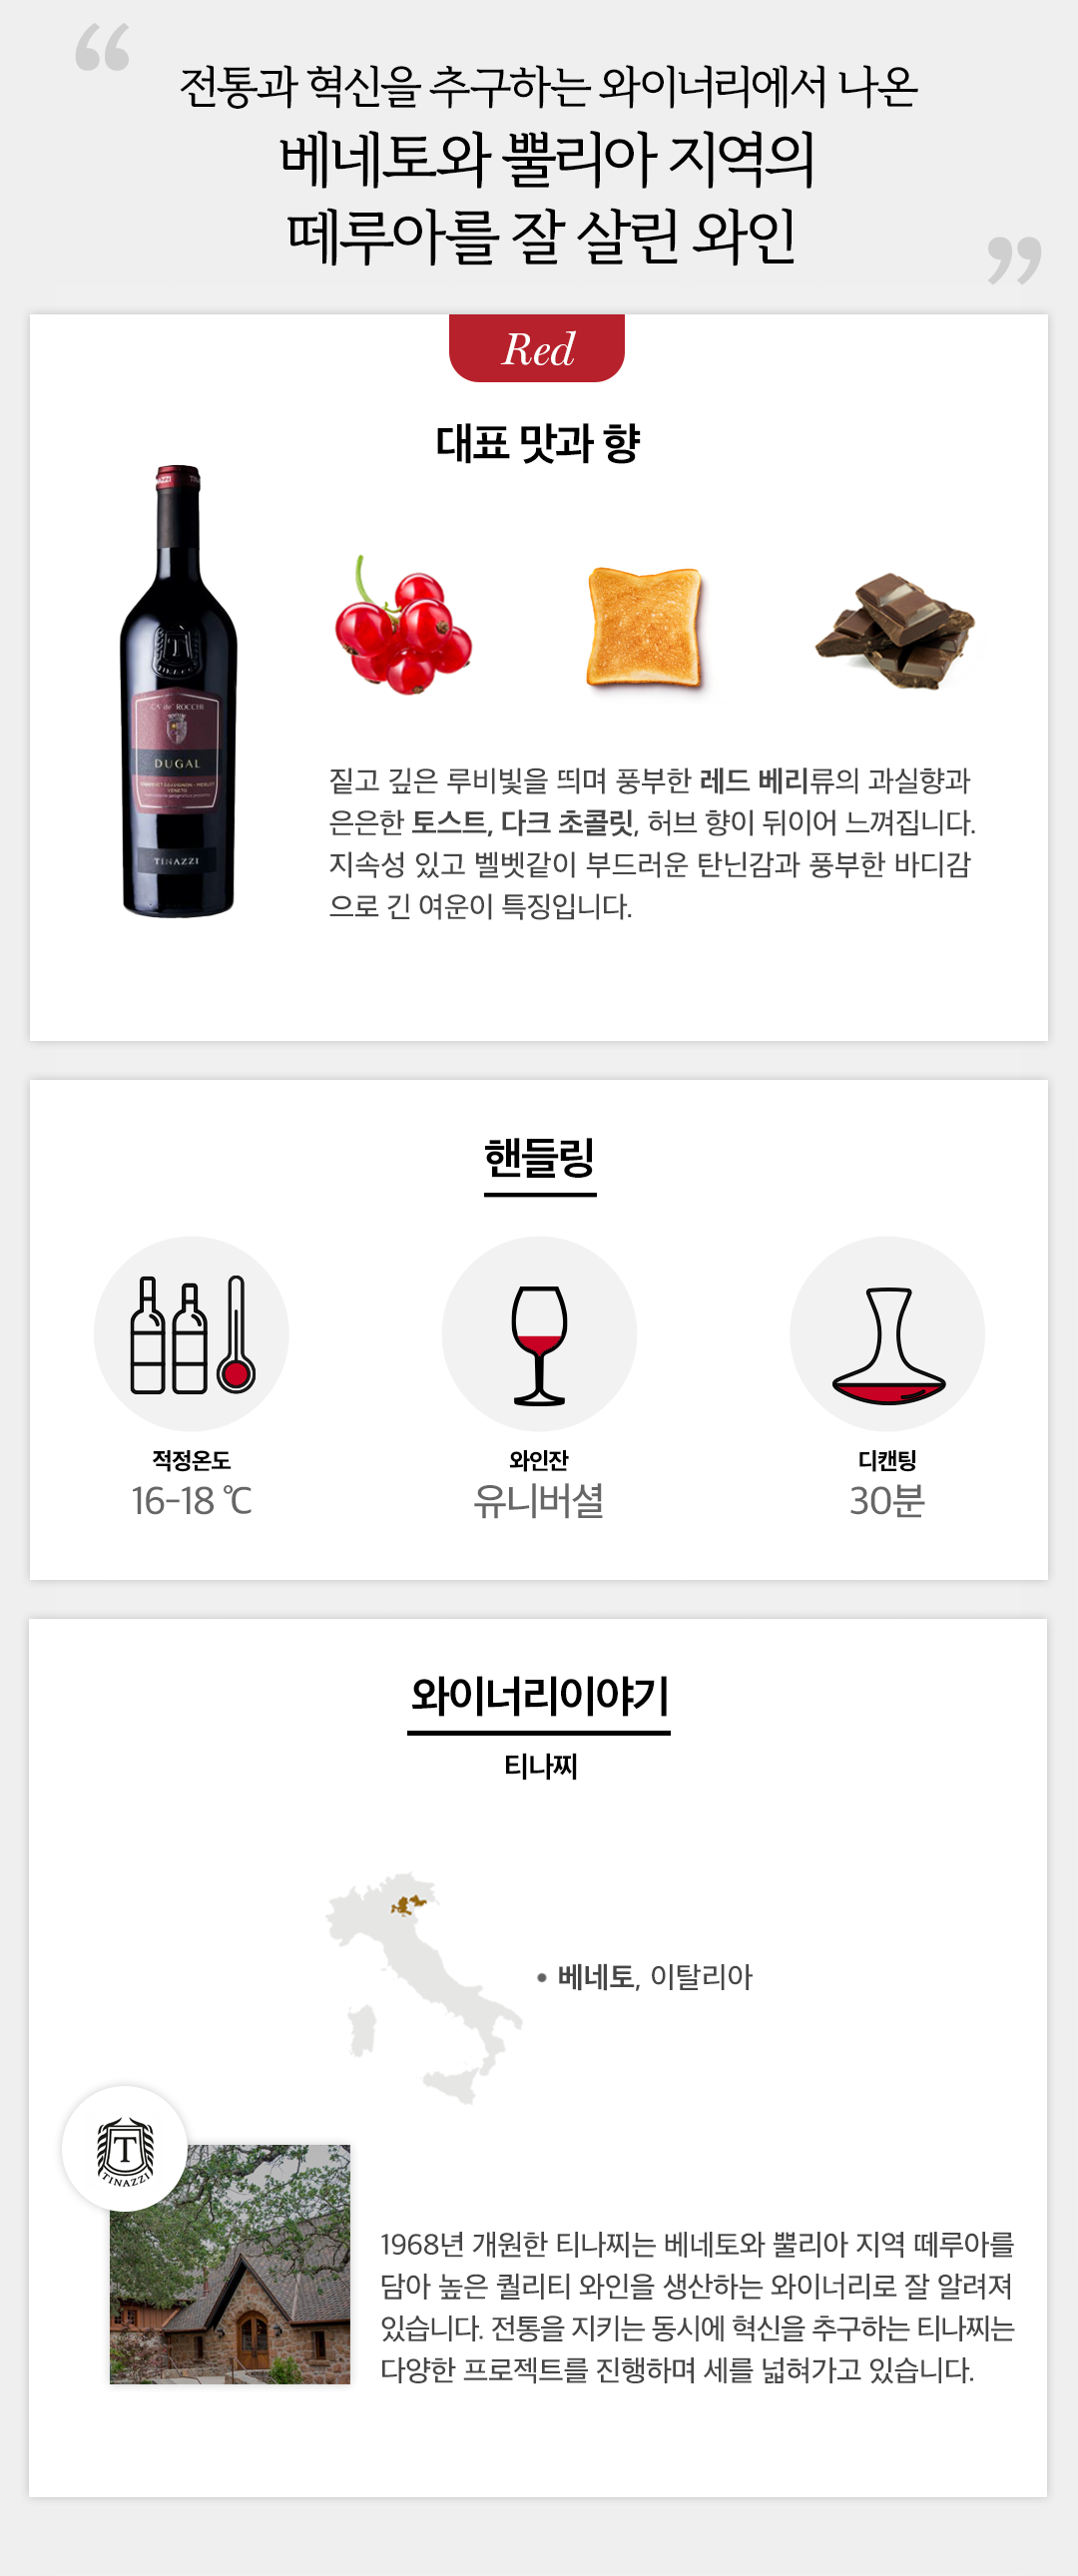 “
전통과 혁신을 추구하는 와이너리에서 나온
베네토와 뿔리아 지역의
떼루아를 잘 살린 와인
”
Red
대표 맛과 향
TINAZZI
CA' de' ROCCHI
DUGAL
CABERNET SAUVIGNON - MERLOT
VENETO
TINAZZI
짙고 깊은 루비빛을 띄며 풍부한 레드 베리류의 과실향과
은은한 토스트, 다크 초콜릿, 허브 향이 뒤이어 느껴집니다.
지속성 있고 벨벳같이 부드러운 탄닌감과 풍부한 바디감
으로 긴 여운이 특징입니다.
핸들링
적정온도
16-18 ℃
와인잔
유니버셜
디캔팅
30분
와이너리이야기
티나찌
• 베네토, 이탈리아
T
TINAZZI
1968년 개원한 티나찌는 베네토와 뿔리아 지역 떼루아를
담아 높은 퀄리티 와인을 생산하는 와이너리로 잘 알려져
있습니다. 전통을 지키는 동시에 혁신을 추구하는 티나찌는
다양한 프로젝트를 진행하며 세를 넓혀가고 있습니다.